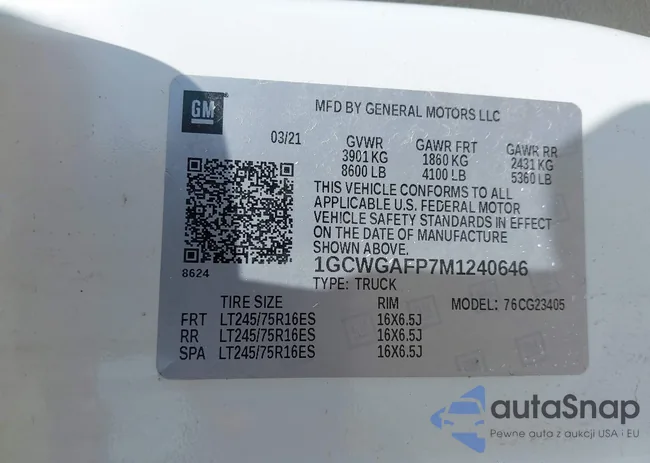 GM
MFD BY GENERAL MOTORS LLC
03/21 GVWR GAWR FRT GAWR RR
3901 KG 1860 KG 2431 KG
8600 LB 4100 LB 5360 LB
THIS VEHICLE CONFORMS TO ALL
APPLICABLE U.S. FEDERAL MOTOR
VEHICLE SAFETY STANDARDS IN EFFECT
ON THE DATE OF MANUFACTURE
SHOWN ABOVE.
8624
1GCWGAFP7M1240646
TYPE: TRUCK
TIRE SIZE RIM MODEL: 76CG23405
FRT LT245/75R16ES 16X6.5J
RR LT245/75R16ES 16X6.5J
SPA LT245/75R16ES 16X6.5J
autaSnap
Pewne auta z aukcji USA i EU